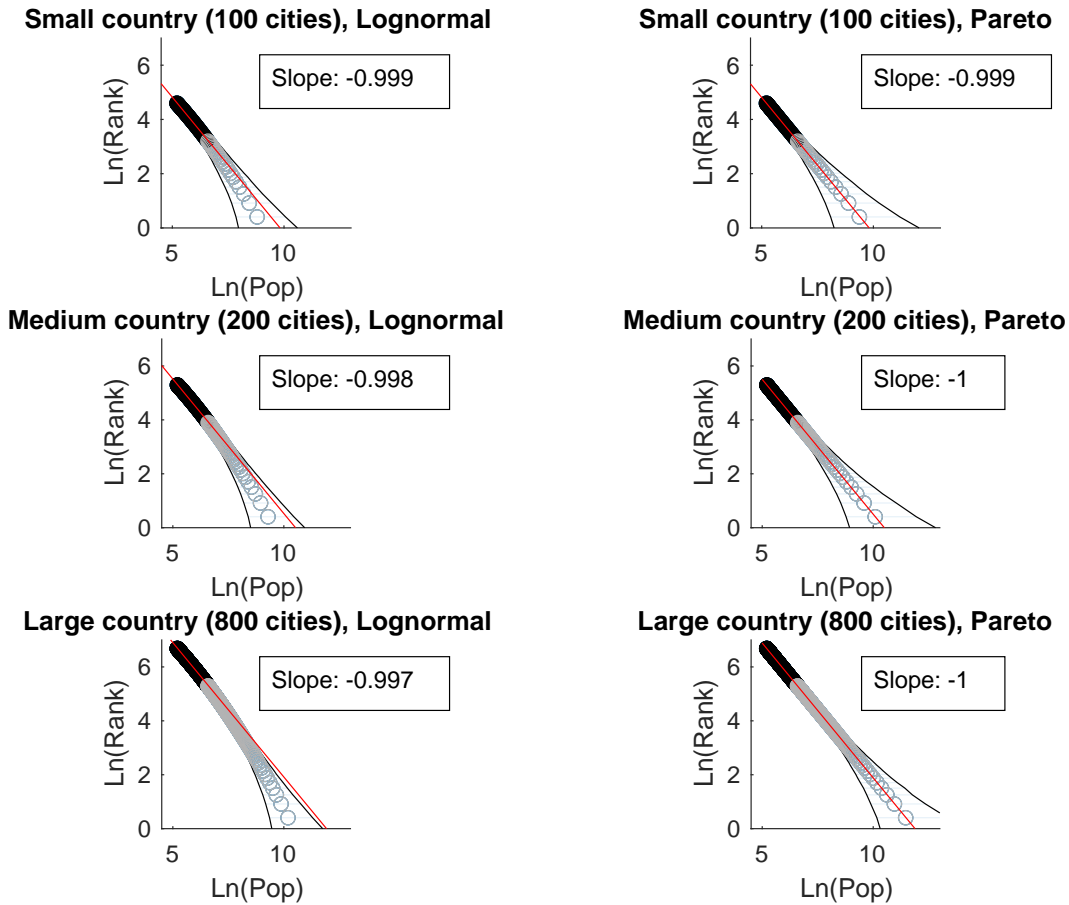 Small country (100 cities), Lognormal
Slope: -0.999
Ln(Rank)
6
4
2
0
5
10
Ln(Pop)
Small country (100 cities), Pareto
Slope: -0.999
Ln(Rank)
6
4
2
0
5
10
Ln(Pop)
Medium country (200 cities), Lognormal
Slope: -0.998
Ln(Rank)
6
4
2
0
5
10
Ln(Pop)
Medium country (200 cities), Pareto
Slope: -1
Ln(Rank)
6
4
2
0
5
10
Ln(Pop)
Large country (800 cities), Lognormal
Slope: -0.997
Ln(Rank)
6
4
2
0
5
10
Ln(Pop)
Large country (800 cities), Pareto
Slope: -1
Ln(Rank)
6
4
2
0
5
10
Ln(Pop)